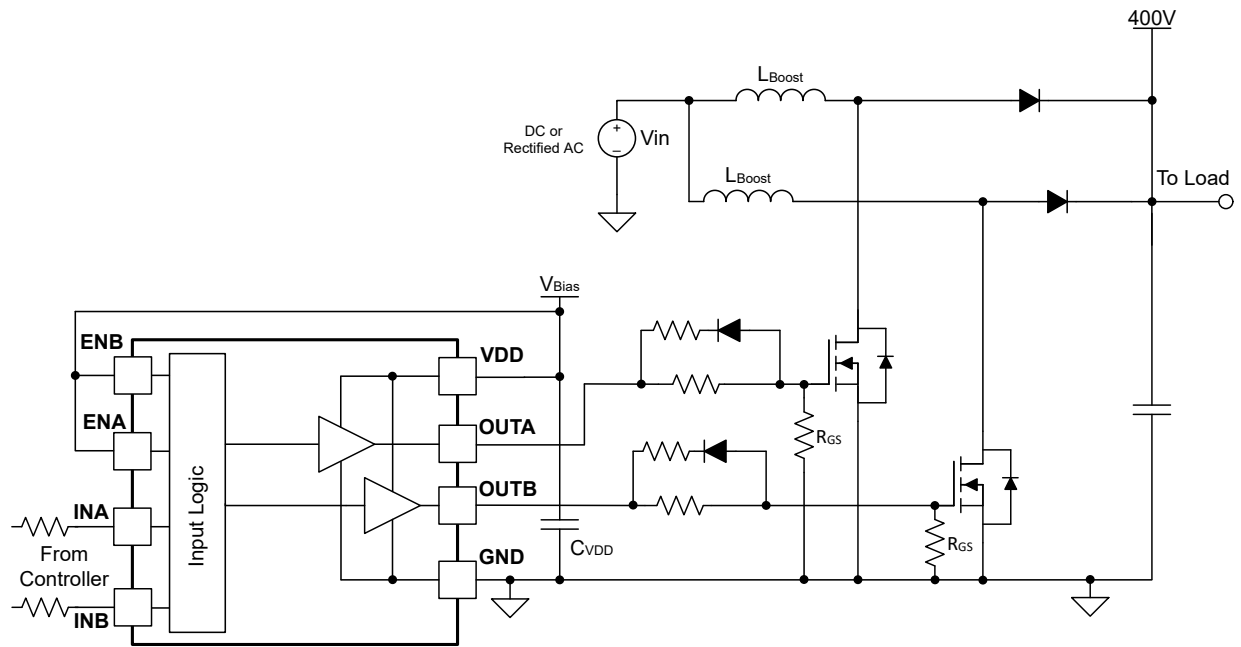 400V
LBoost
DC or
Rectified AC
+
–
Vin
LBoost
To Load
VBias
ENB
VDD
ENA
OUTA
RGS
Input Logic
INA
OUTB
From
Controller
CVDD
RGS
GND
INB